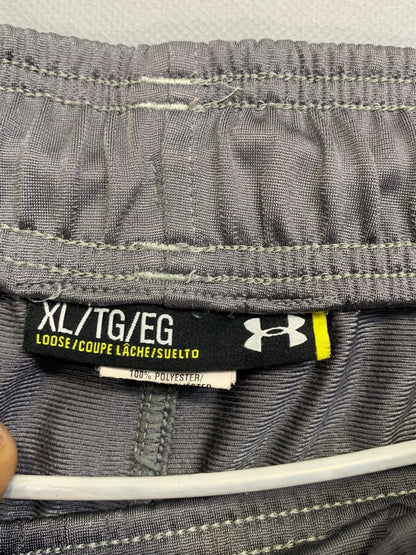 XL/TG/EG
LOOSE/COUPE LÂCHE/SUELTO
100% POLYESTER/